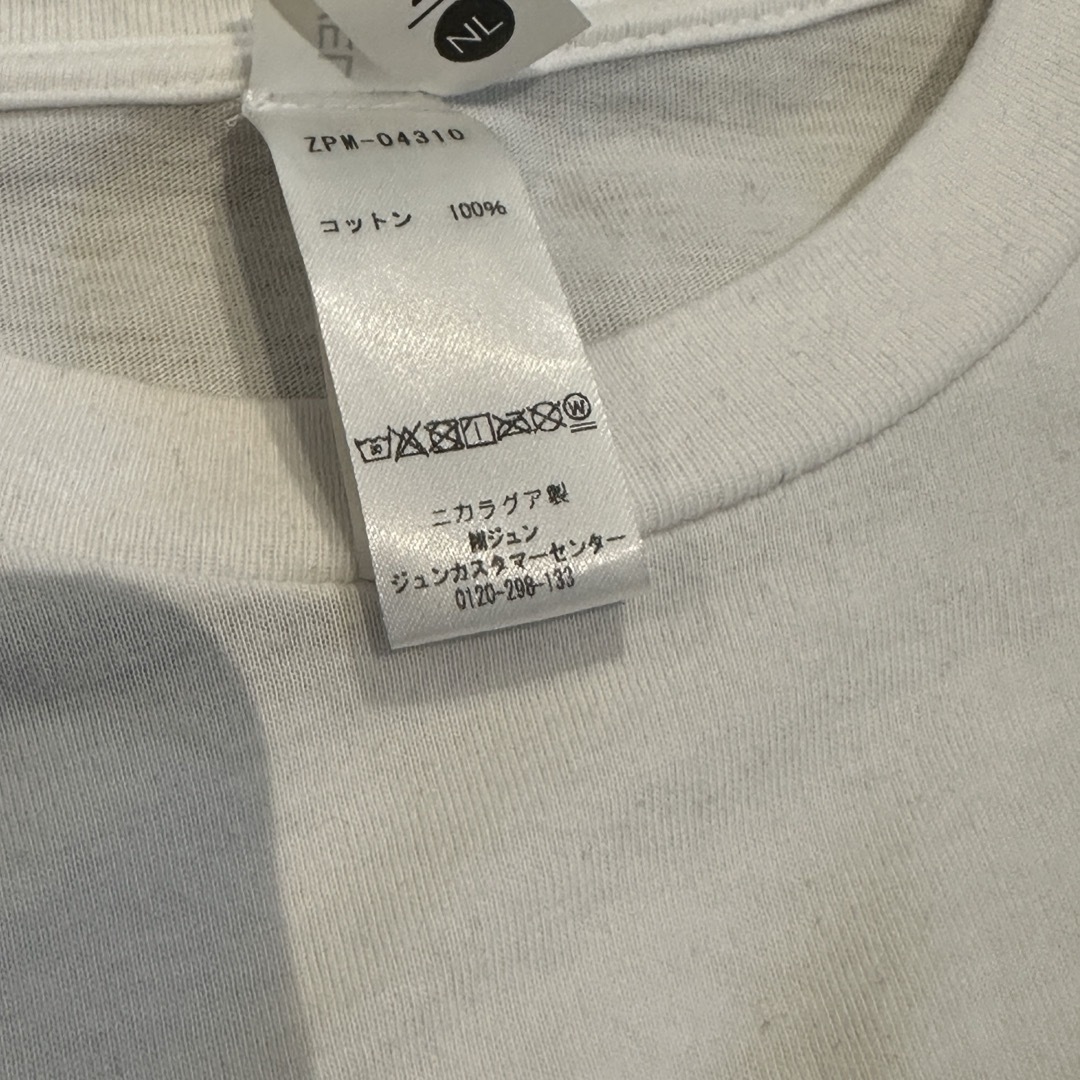 NL
ZPM-04310
コットン 100%
W
ニカラグア製
㈱ジュン
ジュンカスタマーセンター
0120-298-133